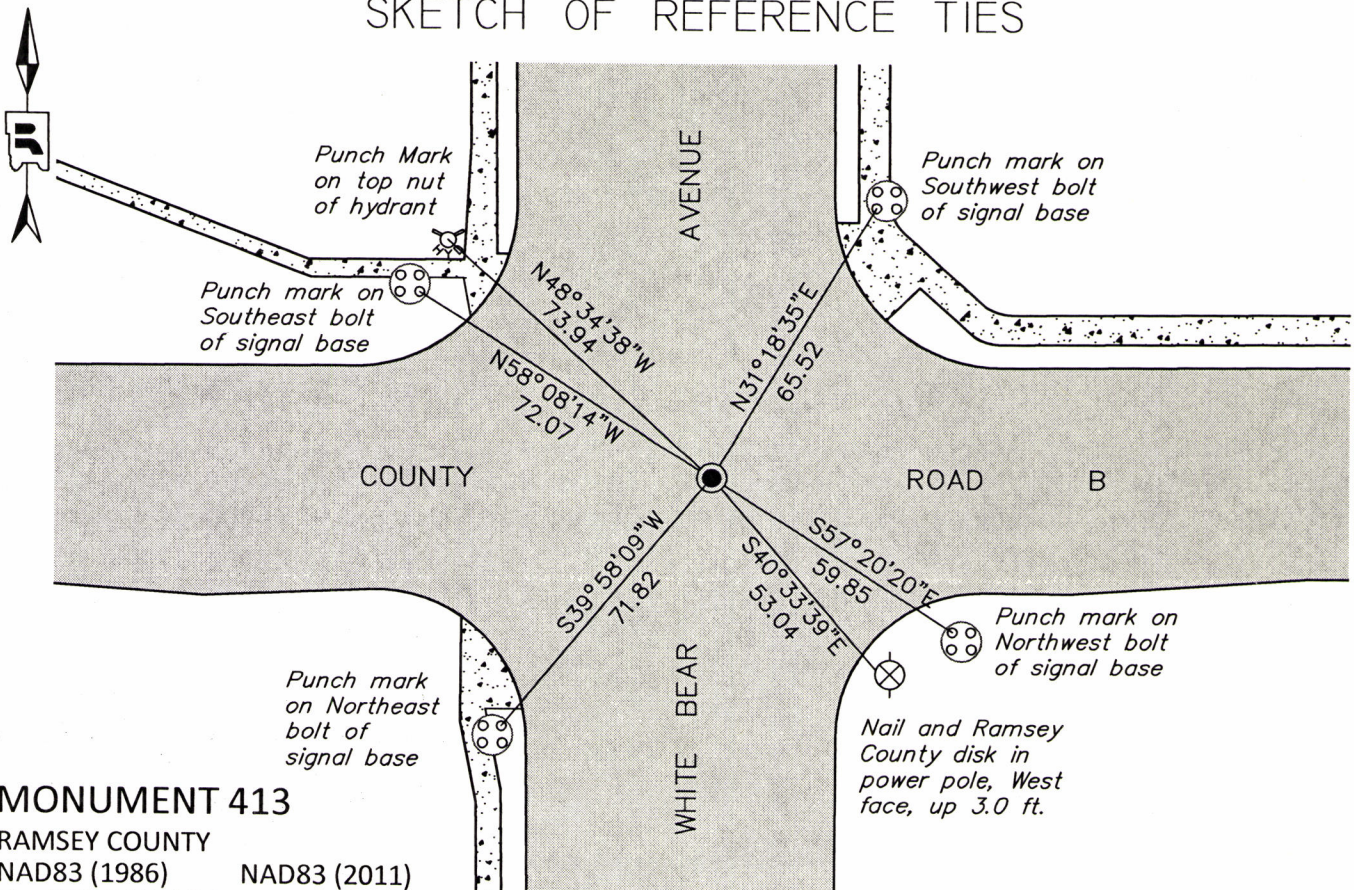 SKETCH OF REFERENCE TIES
Punch Mark
on top nut
of hydrant
Punch mark on
Southwest bolt
of signal base
AVENUE
Punch mark on
Southeast bolt
of signal base
N48°34'38"W
73.94
N31°18'35"E
65.52
N58°08'14"W
72.07
COUNTY
ROAD B
S39°58'09"W
71.82
S57°20'20"E
59.85
S40°33'39"E
53.04
Punch mark on
Northwest bolt
of signal base
Punch mark
on Northeast
bolt of
signal base
WHITE BEAR
Nail and Ramsey
County disk in
power pole, West
face, up 3.0 ft.
MONUMENT 413
RAMSEY COUNTY
NAD83 (1986) NAD83 (2011)